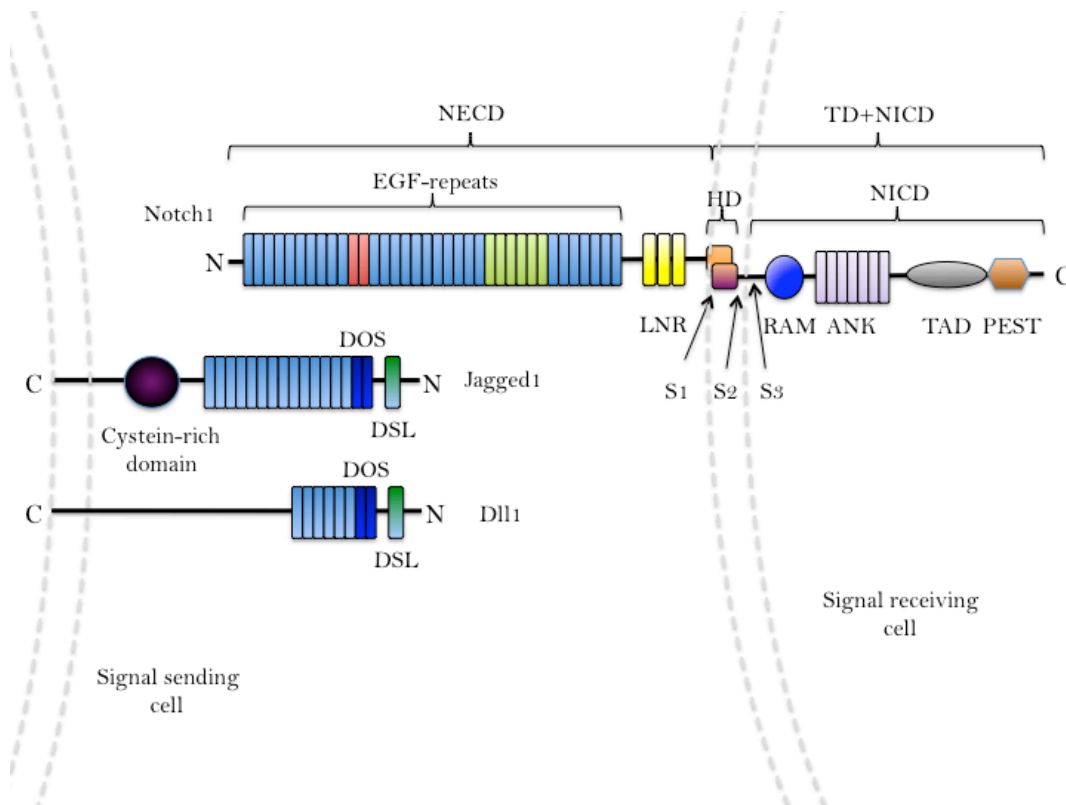 NECD
TD+NICD
EGF-repeats
HD
NICD
Notch1
N
C
LNR
RAM
ANK
TAD
PEST
S1
S2
S3
DOS
C
N
Jagged1
DSL
Cystein-rich
domain
DOS
C
N
Dll1
DSL
Signal receiving
cell
Signal sending
cell